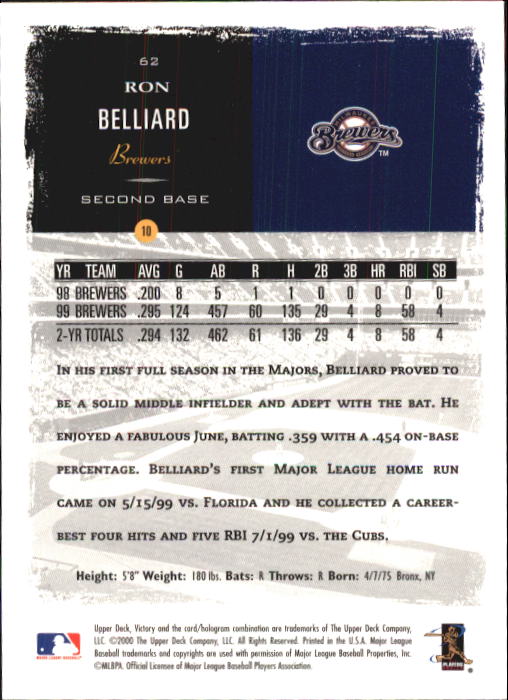 62
RON
BELLIARD
Brewers
SECOND BASE
MILWAUKEE
Brewers
TM
10
YR TEAM AVG G AB R H 2B 3B HR RBI SB
98 BREWERS .200 8 5 1 1 0 0 0 0 0
99 BREWERS .295 124 457 60 135 29 4 8 58 4
2-YR TOTALS .294 132 462 61 136 29 4 8 58 4
IN HIS FIRST FULL SEASON IN THE MAJORS, BELLIARD PROVED TO
BE A SOLID MIDDLE INFIELDER AND ADEPT WITH THE BAT. HE
ENJOYED A FABULOUS JUNE, BATTING .359 WITH A .454 ON-BASE
PERCENTAGE. BELLIARD'S FIRST MAJOR LEAGUE HOME RUN
CAME ON 5/15/99 VS. FLORIDA AND HE COLLECTED A CAREER-
BEST FOUR HITS AND FIVE RBI 7/1/99 VS. THE CUBS.
Height: 5'8" Weight: 180 lbs. Bats: R Throws: R Born: 4/7/75 Bronx, NY
Upper Deck, Victory and the card/hologram combination are trademarks of The Upper Deck Company,
LLC. ©2000 The Upper Deck Company, LLC. All Rights Reserved. Printed in the U.S.A. Major League
Baseball trademarks and copyrights are used with permission of Major League Baseball Properties, Inc.
©MLBPA. Official Licensee of Major League Baseball Players Association.
MAJOR LEAGUE BASEBALL
PLAYERS